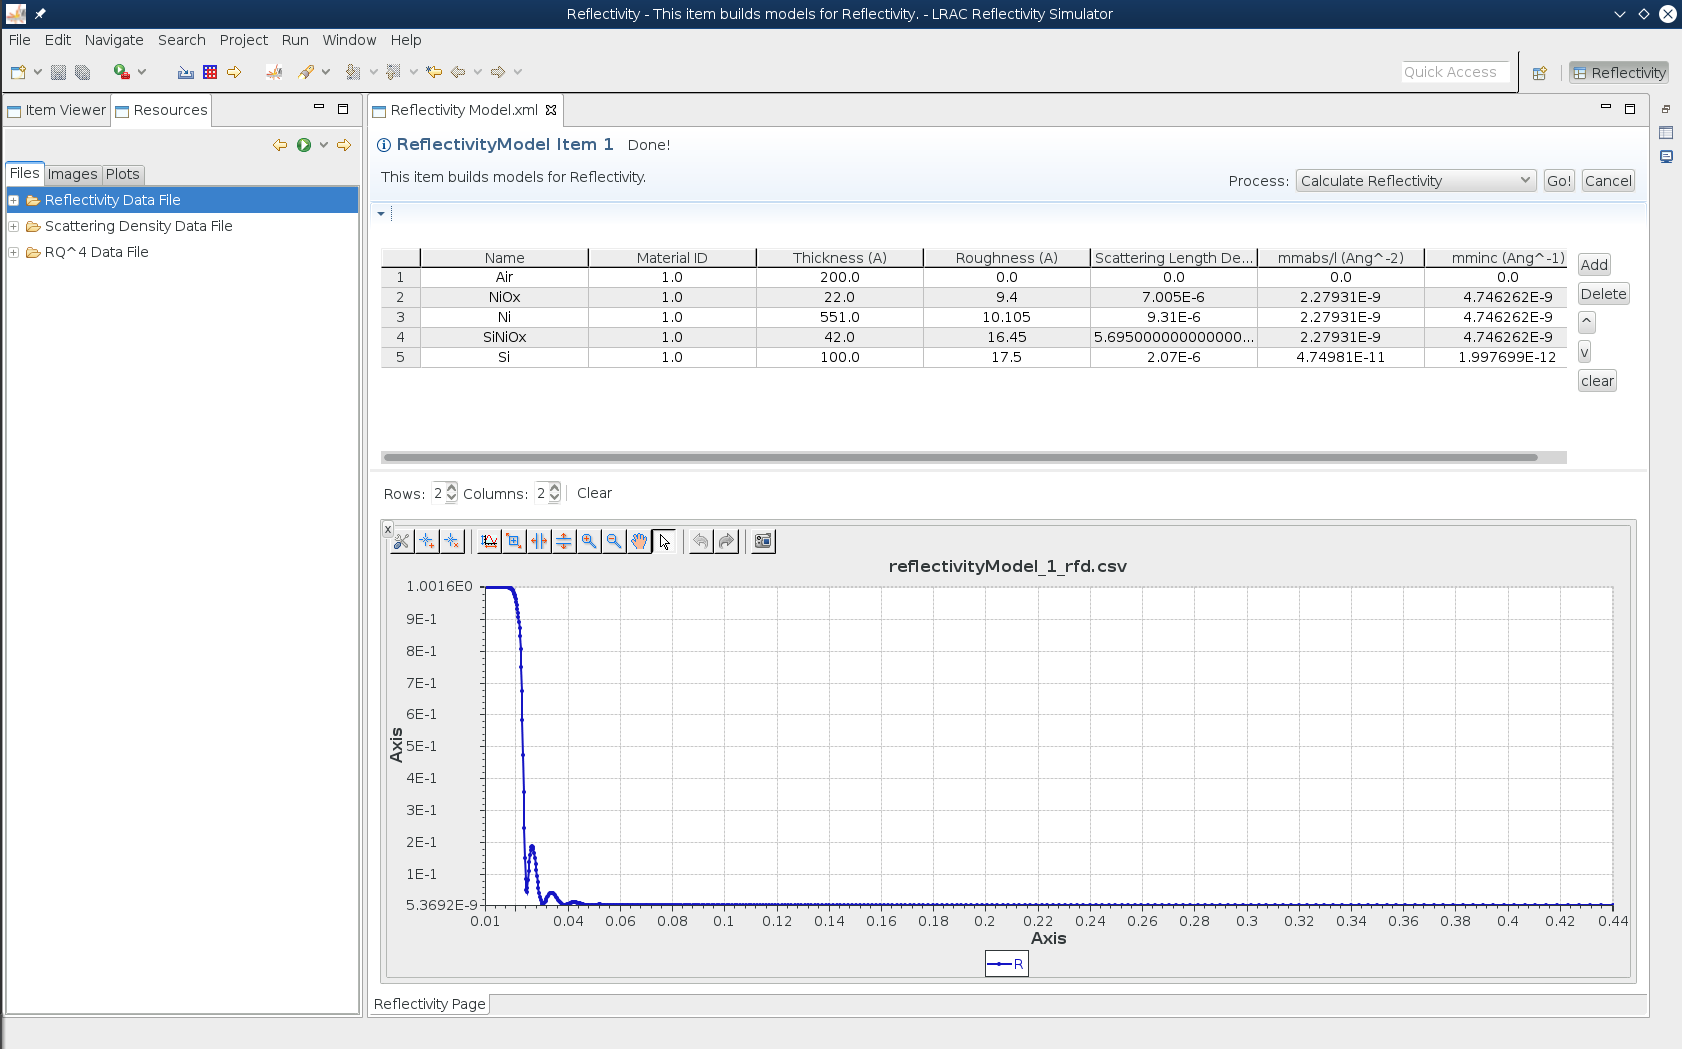 Reflectivity - This item builds models for Reflectivity. - LRAC Reflectivity Simulator
File Edit Navigate Search Project Run Window Help
Quick Access
Reflectivity
Item Viewer Resources
Files Images Plots
Reflectivity Data File
Scattering Density Data File
RQ^4 Data File
Reflectivity Model.xml
ReflectivityModel Item 1 Done!
This item builds models for Reflectivity.
Process: Calculate Reflectivity Go! Cancel
Name Material ID Thickness (A) Roughness (A) Scattering Length De... mmabs/l (Ang^-2) mminc (Ang^-1)
1 Air 1.0 200.0 0.0 0.0 0.0 0.0
2 NiOx 1.0 22.0 9.4 7.005E-6 2.27931E-9 4.746262E-9
3 Ni 1.0 551.0 10.105 9.31E-6 2.27931E-9 4.746262E-9
4 SiNiOx 1.0 42.0 16.45 5.695000000000000... 2.27931E-9 4.746262E-9
5 Si 1.0 100.0 17.5 2.07E-6 4.74981E-11 1.997699E-12
Add
Delete
^
v
clear
Rows: 2 Columns: 2 Clear
x
reflectivityModel_1_rfd.csv
1.0016E0
9E-1
8E-1
7E-1
6E-1
5E-1
4E-1
3E-1
2E-1
1E-1
5.3692E-9
Axis
0.01 0.04 0.06 0.08 0.1 0.12 0.14 0.16 0.18 0.2 0.22 0.24 0.26 0.28 0.3 0.32 0.34 0.36 0.38 0.4 0.42 0.44
Axis
R
Reflectivity Page